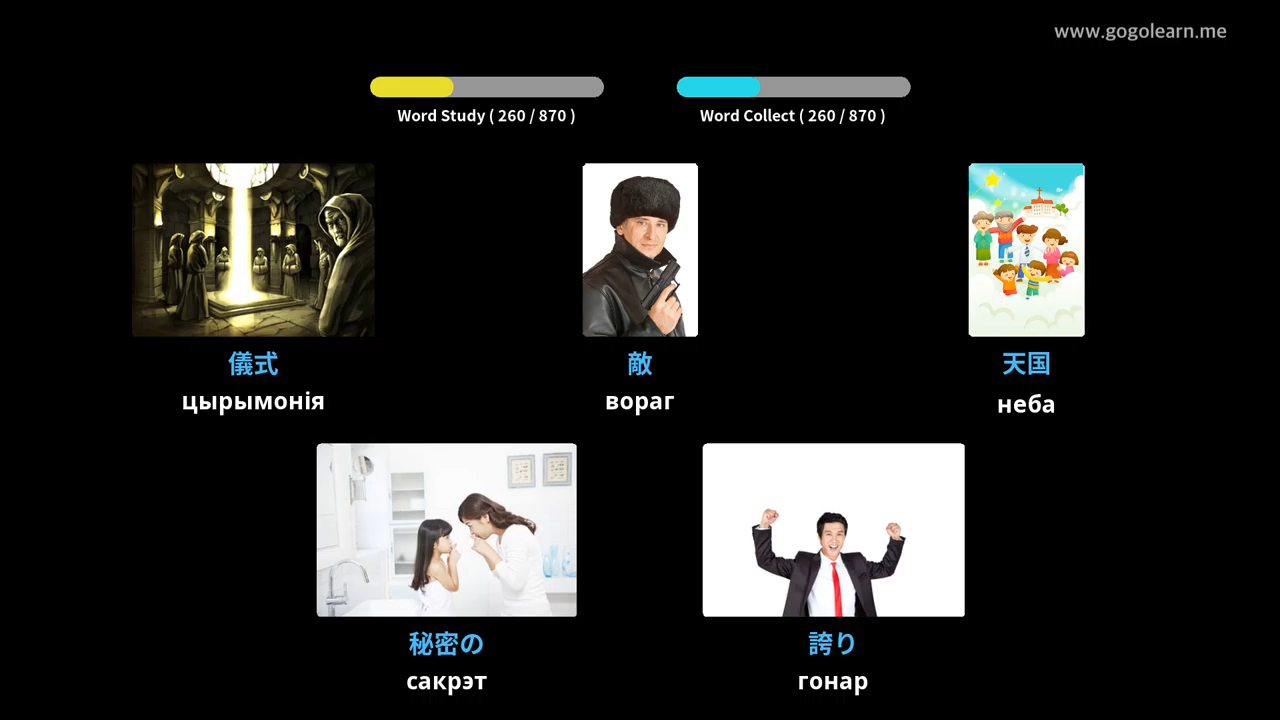 www.gogolearn.me
Word Study ( 260 / 870 )
Word Collect ( 260 / 870 )
儀式
цырымонія
敵
вораг
天国
неба
秘密の
сакрэт
誇り
гонар